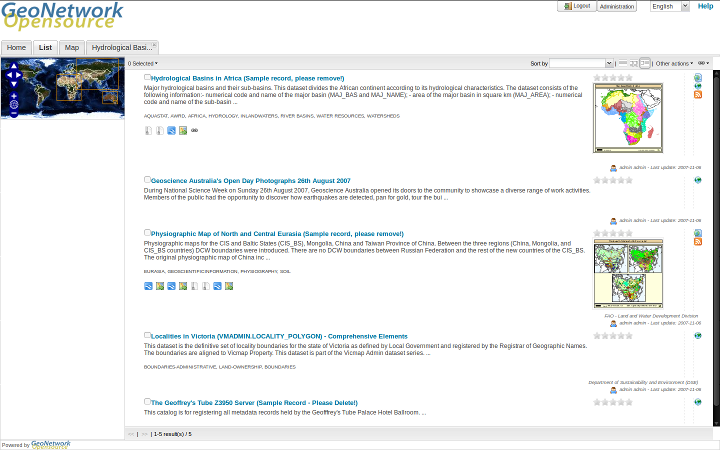 GeoNetwork
Opensource
Logout
Administration
English
Help
Home
List
Map
Hydrological Basi...
0 Selected
Sort by
Other actions
Hydrological Basins in Africa (Sample record, please remove!)
Major hydrological basins and their sub-basins. This dataset divides the African continent according to its hydrological characteristics. The dataset consists of the
following information:- numerical code and name of the major basin (MAJ_BAS and MAJ_NAME); - area of the major basin in square km (MAJ_AREA); - numerical
code and name of the sub-basin ...
AQUASTAT, AWRD, AFRICA, HYDROLOGY, INLANDWATERS, RIVER BASINS, WATER RESOURCES, WATERSHEDS
admin admin - Last update: 2007-11-06
Geoscience Australia's Open Day Photographs 26th August 2007
During National Science Week on Sunday 26th August 2007, Geoscience Australia opened its doors to the community to showcase a diverse range of work activities.
Members of the public had the opportunity to discover how earthquakes are detected, pan for gold, tour the bui ...
admin admin - Last update: 2007-11-06
Physiographic Map of North and Central Eurasia (Sample record, please remove!)
Physiographic maps for the CIS and Baltic States (CIS_BS), Mongolia, China and Taiwan Province of China. Between the three regions (China, Mongolia, and
CIS_BS countries) DCW boundaries were introduced. There are no DCW boundaries between Russian Federation and the rest of the new countries of the CIS_BS.
The original physiographic map of China inc ...
EURASIA, GEOSCIENTIFICINFORMATION, PHYSIOGRAPHY, SOIL
FAO - Land and Water Development Division
admin admin - Last update: 2007-11-06
Localities in Victoria (VMADMIN.LOCALITY_POLYGON) - Comprehensive Elements
This dataset is the definitive set of locality boundaries for the state of Victoria as defined by Local Government and registered by the Registrar of Geographic Names.
The boundaries are aligned to Vicmap Property. This dataset is part of the Vicmap Admin dataset series. ...
BOUNDARIES-ADMINISTRATIVE, LAND-OWNERSHIP, BOUNDARIES
Department of Sustainability and Environment (DSE)
admin admin - Last update: 2007-11-06
The Geoffrey's Tube Z3950 Server (Sample Record - Please Delete!)
This catalog is for registering all metadata records held by the Geofffrey's Tube Palace Hotel Ballroom. ...
<< | >> | 1-5 result(s) / 5
Powered by GeoNetwork
Opensource